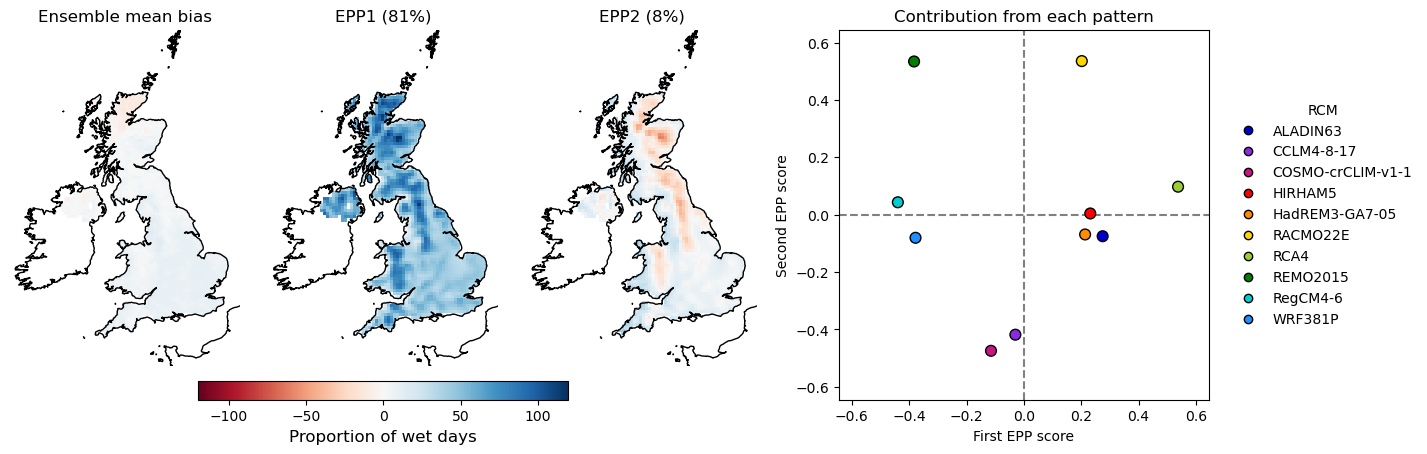 Ensemble mean bias
EPP1 (81%)
EPP2 (8%)
−100
−50
0
50
100
Proportion of wet days
Contribution from each pattern
0.6
0.4
0.2
0.0
−0.2
−0.4
−0.6
Second EPP score
−0.6
−0.4
−0.2
0.0
0.2
0.4
0.6
First EPP score
RCM
ALADIN63
CCLM4-8-17
COSMO-crCLIM-v1-1
HIRHAM5
HadREM3-GA7-05
RACMO22E
RCA4
REMO2015
RegCM4-6
WRF381P